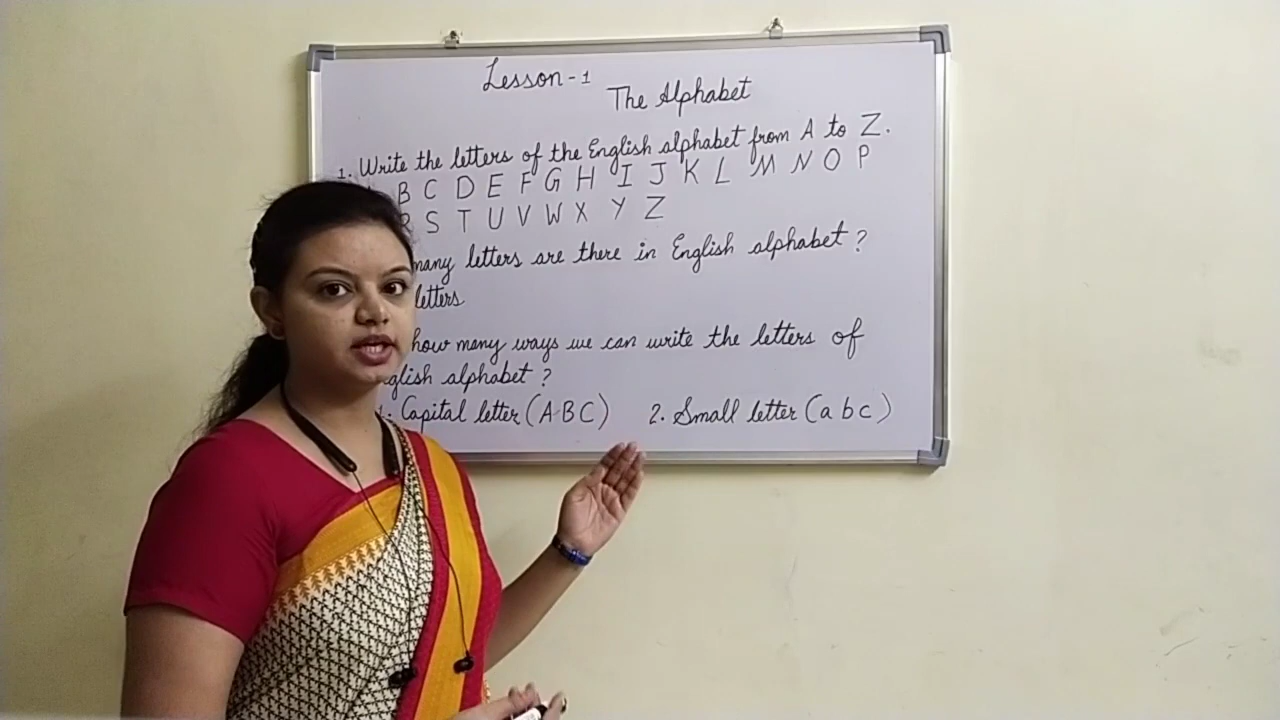 Lesson - 1
The Alphabet
1. Write the letters of the English alphabet from A to Z.
B C D E F G H I J K L M N O P
R S T U V W X Y Z
many letters are there in English alphabet ?
letters
how many ways we can write the letters of
alphabet ?
1. Capital letter (A B C) 2. Small letter (a b c)